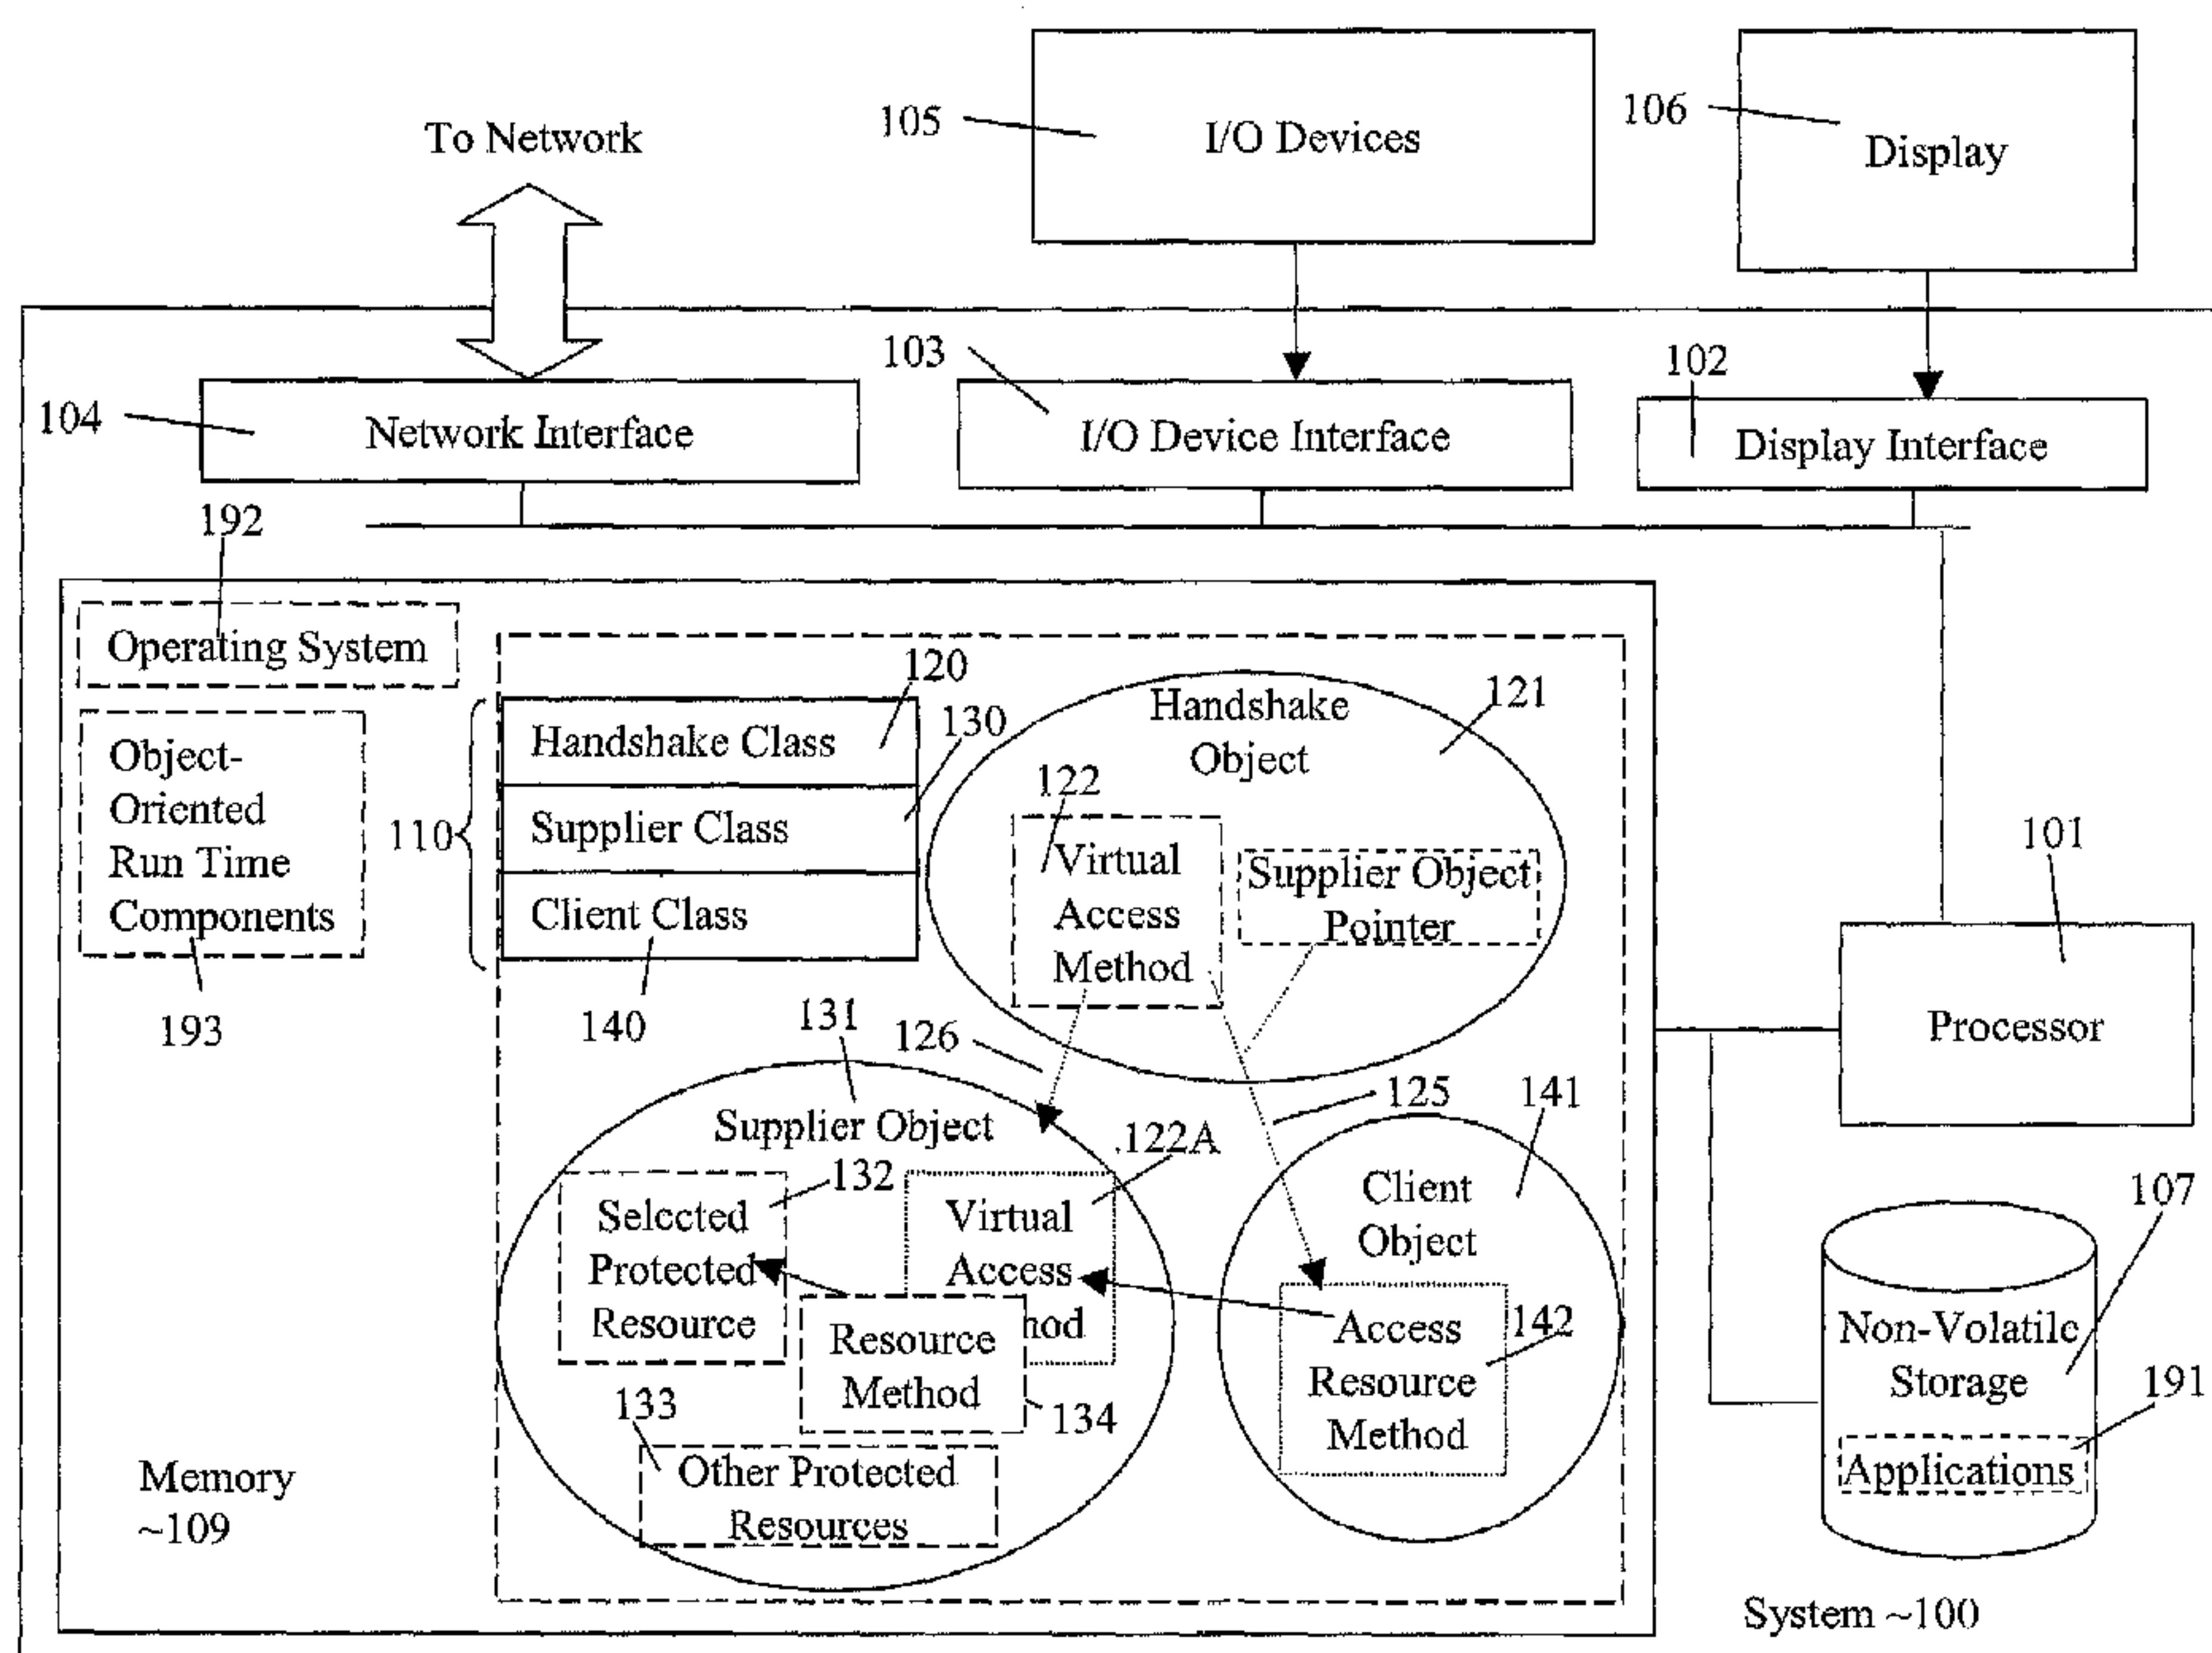 To Network
105
I/O Devices
106
Display
104
Network Interface
103
I/O Device Interface
102
Display Interface
192
Operating System
Object-
Oriented
Run Time
Components
193
110
Handshake Class
120
Supplier Class
130
Client Class
140
Handshake
Object
121
122
Virtual
Access
Method
Supplier Object
Pointer
101
Processor
131
126
125
141
Supplier Object
122A
132
Selected
Protected
Resource
Virtual
Access
Resource
Method
134
133
Other Protected
Resources
Client
Object
Access
Resource
Method
142
107
Non-Volatile
Storage
191
Applications
Memory
~109
System ~100